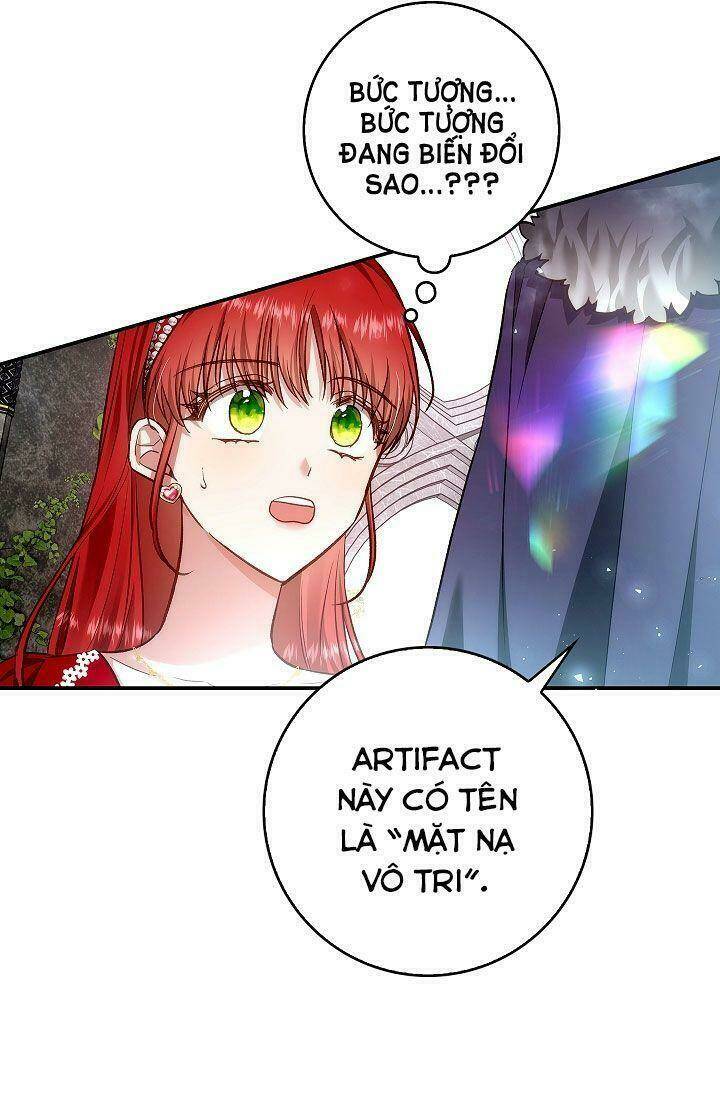 BỨC TƯỢNG...
BỨC TƯỢNG
ĐANG BIẾN ĐỔI
SAO...???
ARTIFACT
NÀY CÓ TÊN
LÀ "MẶT NẠ
VÔ TRI".